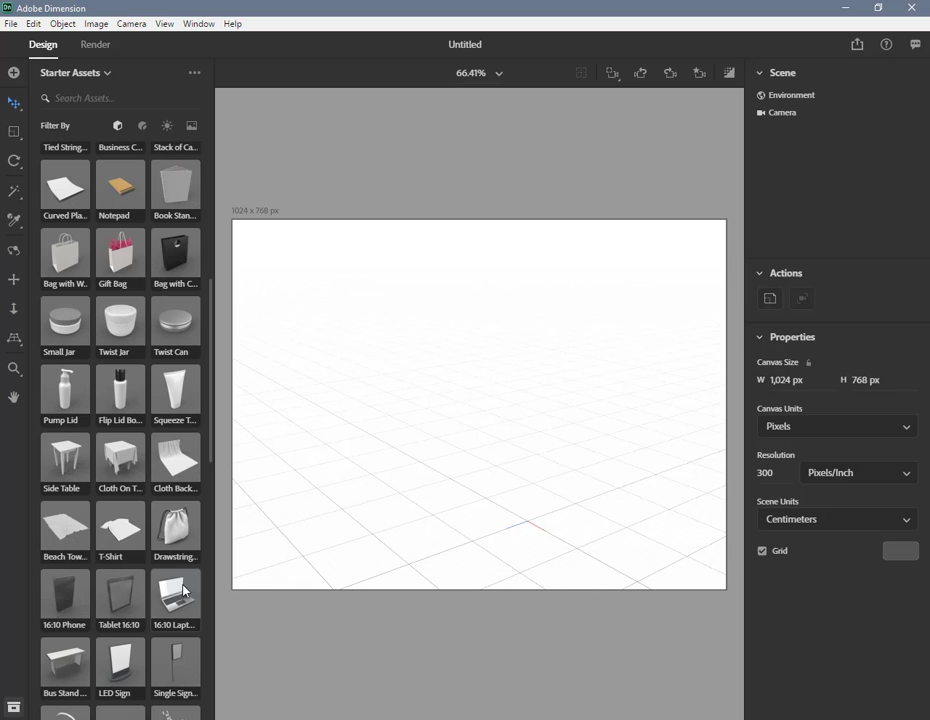 Dn Adobe Dimension
File Edit Object Image Camera View Window Help
Design Render Untitled
Starter Assets
66.41%
Search Assets...
Filter By
Tied String... Business C... Stack of Ca...
Curved Pla... Notepad Book Stan...
Bag with W... Gift Bag Bag with C...
Small Jar Twist Jar Twist Can
Pump Lid Flip Lid Bo... Squeeze T...
Side Table Cloth On T... Cloth Back...
Beach Tow... T-Shirt Drawstring...
16:10 Phone Tablet 16:10 16:10 Lapt...
Bus Stand ... LED Sign Single Sign...
1024 x 768 px
Scene
Environment
Camera
Actions
Properties
Canvas Size
W 1,024 px H 768 px
Canvas Units
Pixels
Resolution
300 Pixels/Inch
Scene Units
Centimeters
Grid